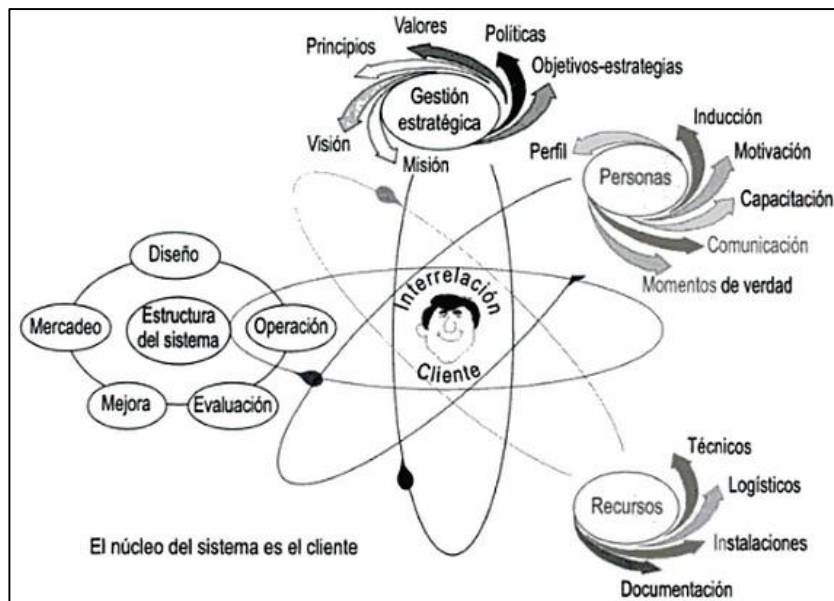 Valores
Políticas
Principios
Objetivos-estrategias
Gestión
estratégica
Visión
Misión
Inducción
Perfil
Motivación
Personas
Capacitación
Comunicación
Momentos de verdad
Diseño
Mercadeo
Estructura
del sistema
Operación
Mejora
Evaluación
Interrelación
Cliente
Técnicos
Logísticos
Recursos
Instalaciones
Documentación
El núcleo del sistema es el cliente